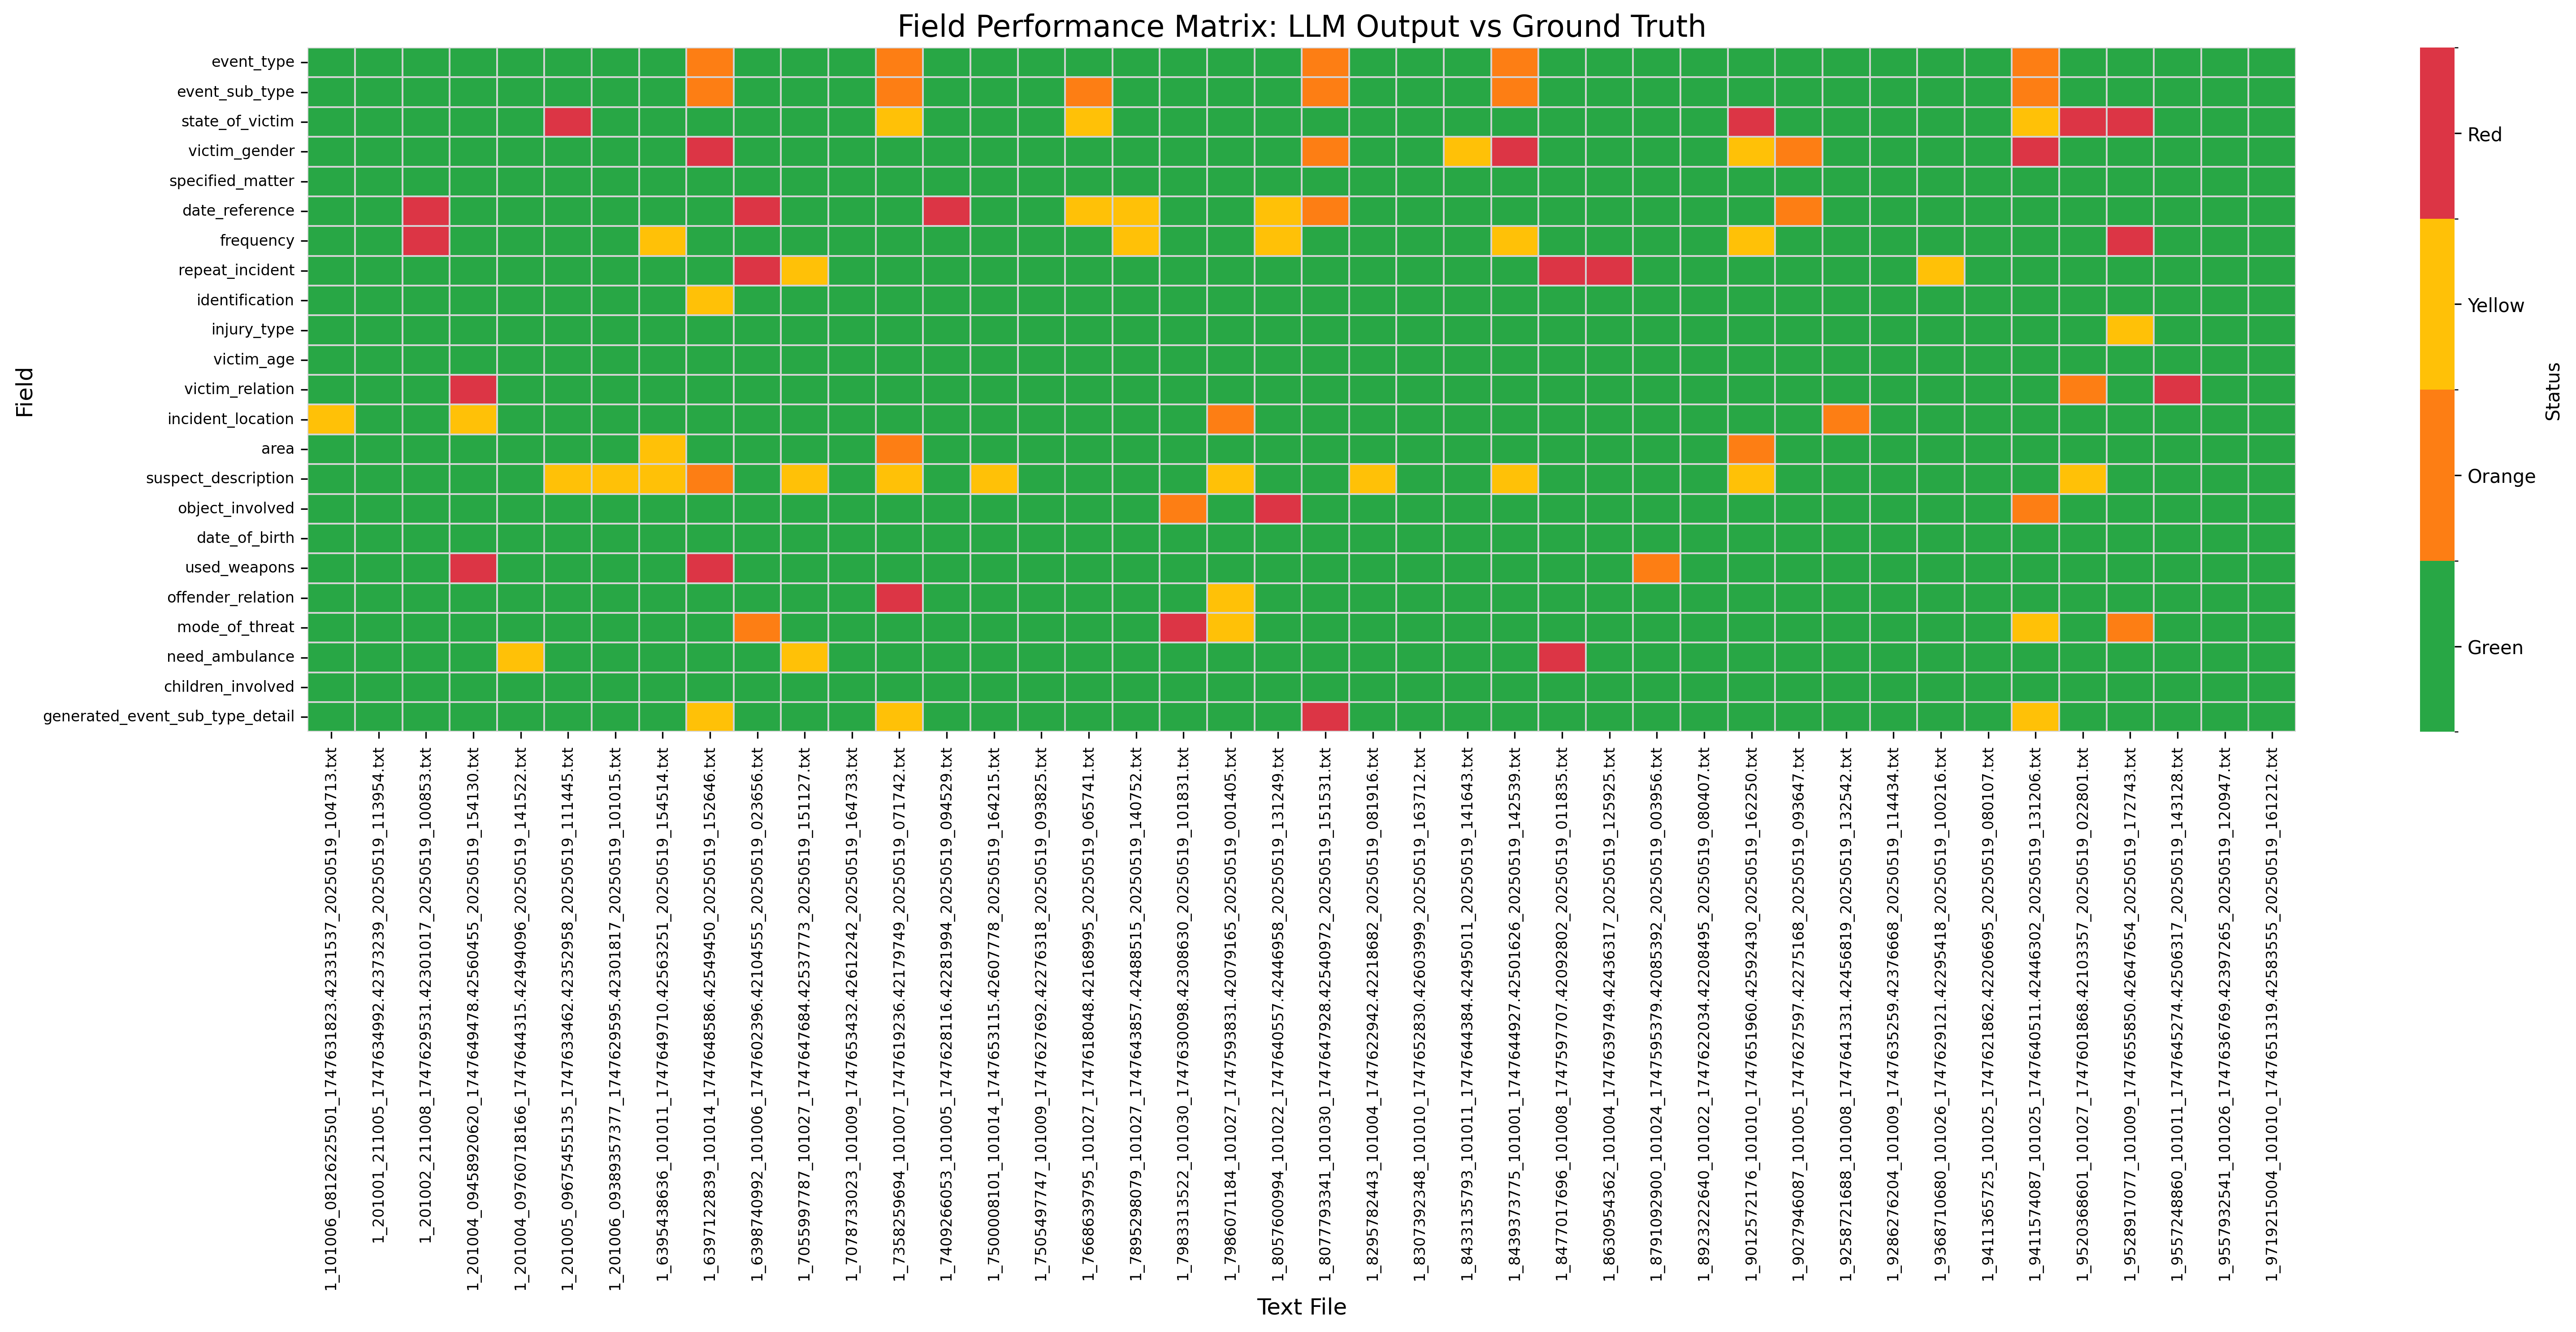 Field Performance Matrix: LLM Output vs Ground Truth
event_type
event_sub_type
state_of_victim
victim_gender
specified_matter
date_reference
frequency
repeat_incident
identification
injury_type
victim_age
victim_relation
incident_location
area
suspect_description
object_involved
date_of_birth
used_weapons
offender_relation
mode_of_threat
need_ambulance
children_involved
generated_event_sub_type_detail
Field
Red
Yellow
Orange
Green
Status
1_101006_08126225501_1747631823.42331537_20250519_104713.txt
1_201001_211005_1747634992.42373239_20250519_113954.txt
1_201002_211008_1747629531.42301017_20250519_100853.txt
1_201004_09458920620_1747649478.42560455_20250519_154130.txt
1_201004_09760718166_1747644315.42494096_20250519_141522.txt
1_201005_09675455135_1747633462.42352958_20250519_111445.txt
1_201006_09389357377_1747629595.42301817_20250519_101015.txt
1_6395438636_101011_1747649710.42563251_20250519_154514.txt
1_6397122839_101014_1747648586.42549450_20250519_152646.txt
1_6398740992_101006_1747602396.42104555_20250519_023656.txt
1_7055997787_101027_1747647684.42537773_20250519_151127.txt
1_7078733023_101009_1747653432.42612242_20250519_164733.txt
1_7358259694_101007_1747619236.42179749_20250519_071742.txt
1_7409266053_101005_1747628116.42281994_20250519_094529.txt
1_7500008101_101014_1747653115.42607778_20250519_164215.txt
1_7505497747_101009_1747627692.42276318_20250519_093825.txt
1_7668639795_101027_1747618048.42168995_20250519_065741.txt
1_7895298079_101027_1747643857.42488515_20250519_140752.txt
1_7983313522_101030_1747630098.42308630_20250519_101831.txt
1_7986071184_101027_1747593831.42079165_20250519_001405.txt
1_8057600994_101022_1747640557.42446958_20250519_131249.txt
1_8077793341_101030_1747647928.42540972_20250519_151531.txt
1_8295782443_101004_1747622942.42218682_20250519_081916.txt
1_8307392348_101010_1747652830.42603999_20250519_163712.txt
1_8433135793_101011_1747644384.42495011_20250519_141643.txt
1_8439373775_101001_1747644927.42501626_20250519_142539.txt
1_8477017696_101008_1747597707.42092802_20250519_011835.txt
1_8630954362_101004_1747639749.42436317_20250519_125925.txt
1_8791092900_101024_1747595379.42085392_20250519_003956.txt
1_8923222640_101022_1747622034.42208495_20250519_080407.txt
1_9012572176_101010_1747651960.42592430_20250519_162250.txt
1_9027946087_101005_1747627597.42275168_20250519_093647.txt
1_9258721688_101008_1747641331.42456819_20250519_132542.txt
1_9286276204_101009_1747635259.42376668_20250519_114434.txt
1_9368710680_101026_1747629121.42295418_20250519_100216.txt
1_9411365725_101025_1747621862.42206695_20250519_080107.txt
1_9411574087_101025_1747640511.42446302_20250519_131206.txt
1_9520368601_101027_1747601868.42103357_20250519_022801.txt
1_9528917077_101009_1747655850.42647654_20250519_172743.txt
1_9557248860_101011_1747645274.42506317_20250519_143128.txt
1_9557932541_101026_1747636769.42397265_20250519_120947.txt
1_9719215004_101010_1747651319.42583555_20250519_161212.txt
Text File